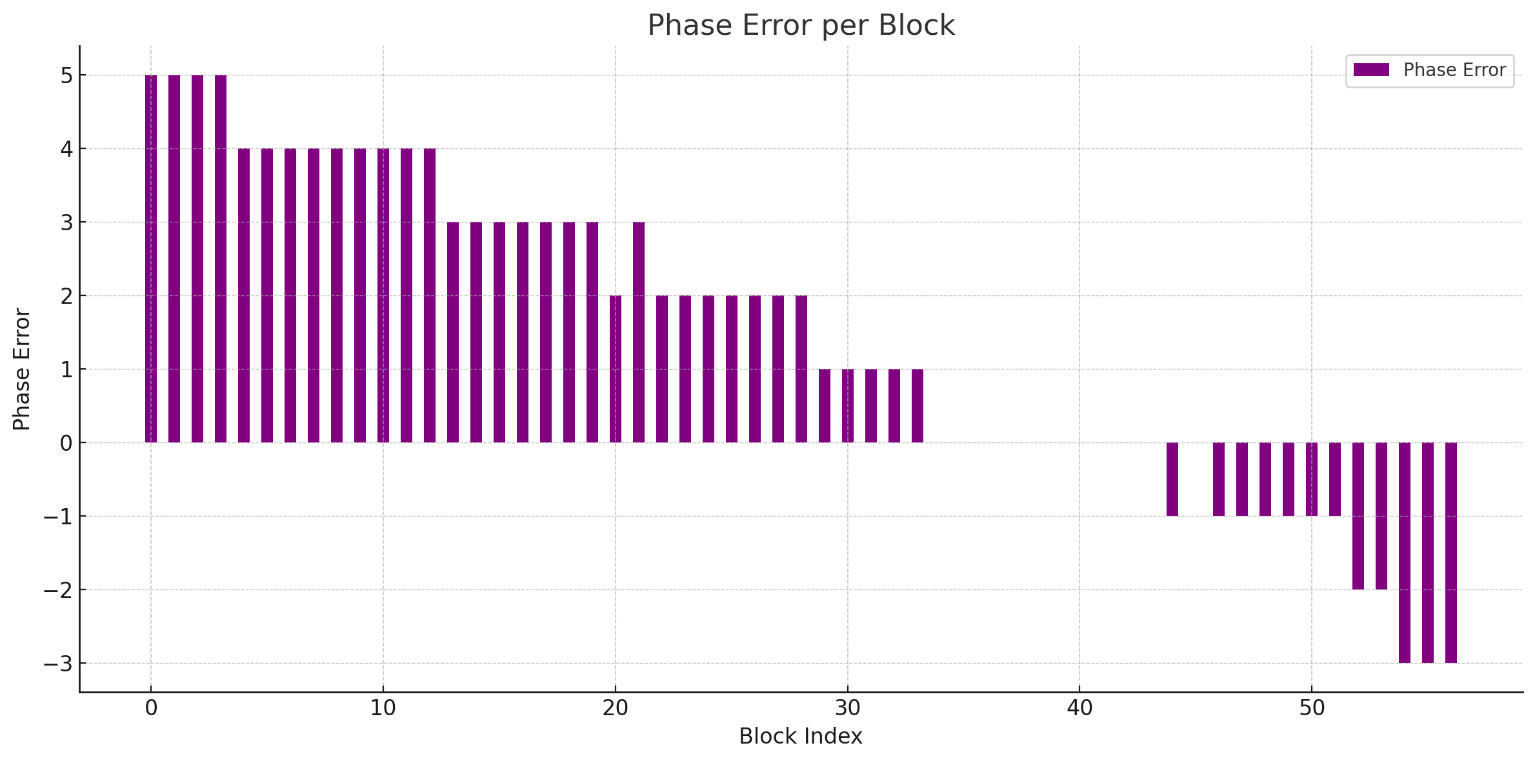 Phase Error per Block
Phase Error
5
4
3
2
1
0
−1
−2
−3
Phase Error
0 10 20 30 40 50
Block Index